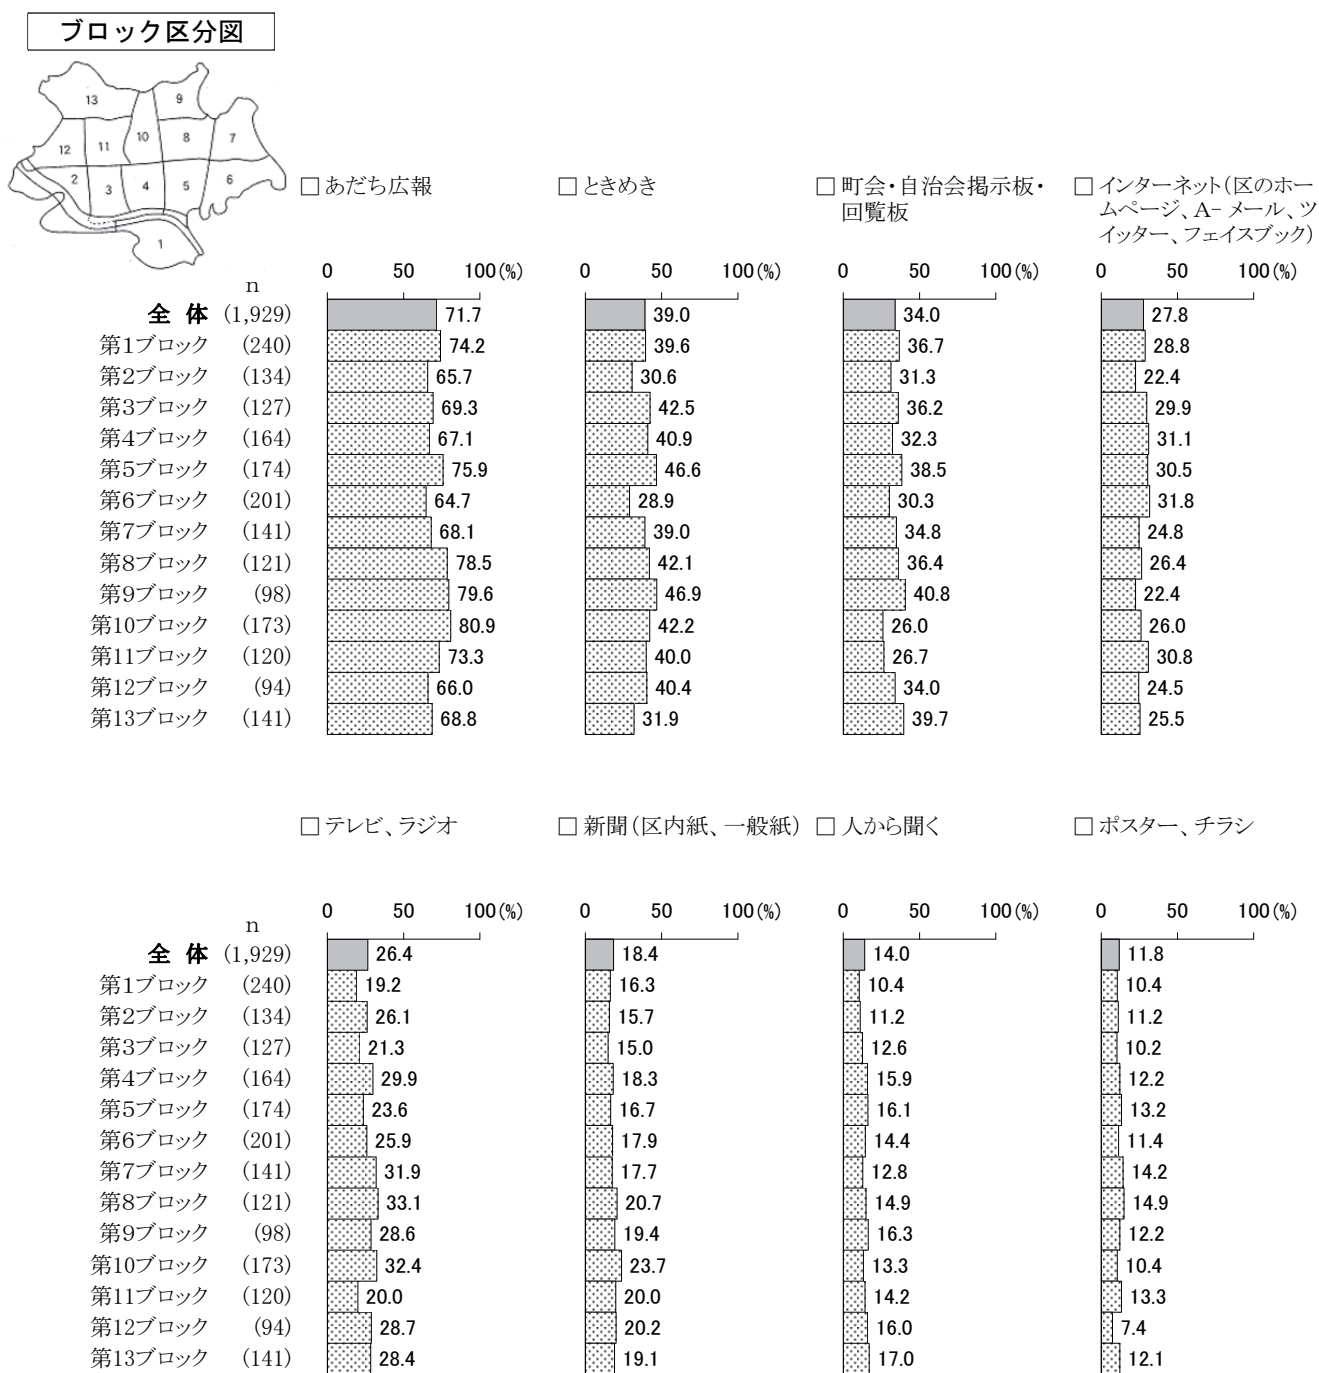 ブロック区分図
13
9
10
8
7
12
11
2
3
4
5
6
1
□ あだち広報
□ ときめき
□ 町会・自治会掲示板・
回覧板
□ インターネット（区のホー
ムページ、A-メール、ツ
イッター、フェイスブック）
0 50 100(%) 0 50 100(%) 0 50 100(%) 0 50 100(%)
n
全 体 (1,929) 71.7 39.0 34.0 27.8
第1ブロック (240) 74.2 39.6 36.7 28.8
第2ブロック (134) 65.7 30.6 31.3 22.4
第3ブロック (127) 69.3 42.5 36.2 29.9
第4ブロック (164) 67.1 40.9 32.3 31.1
第5ブロック (174) 75.9 46.6 38.5 30.5
第6ブロック (201) 64.7 28.9 30.3 31.8
第7ブロック (141) 68.1 39.0 34.8 24.8
第8ブロック (121) 78.5 42.1 36.4 26.4
第9ブロック (98) 79.6 46.9 40.8 22.4
第10ブロック (173) 80.9 42.2 26.0 26.0
第11ブロック (120) 73.3 40.0 26.7 30.8
第12ブロック (94) 66.0 40.4 34.0 24.5
第13ブロック (141) 68.8 31.9 39.7 25.5
□ テレビ、ラジオ □ 新聞（区内紙、一般紙） □ 人から聞く □ ポスター、チラシ
0 50 100(%) 0 50 100(%) 0 50 100(%) 0 50 100(%)
n
全 体 (1,929) 26.4 18.4 14.0 11.8
第1ブロック (240) 19.2 16.3 10.4 10.4
第2ブロック (134) 26.1 15.7 11.2 11.2
第3ブロック (127) 21.3 15.0 12.6 10.2
第4ブロック (164) 29.9 18.3 15.9 12.2
第5ブロック (174) 23.6 16.7 16.1 13.2
第6ブロック (201) 25.9 17.9 14.4 11.4
第7ブロック (141) 31.9 17.7 12.8 14.2
第8ブロック (121) 33.1 20.7 14.9 14.9
第9ブロック (98) 28.6 19.4 16.3 12.2
第10ブロック (173) 32.4 23.7 13.3 10.4
第11ブロック (120) 20.0 20.0 14.2 13.3
第12ブロック (94) 28.7 20.2 16.0 7.4
第13ブロック (141) 28.4 19.1 17.0 12.1